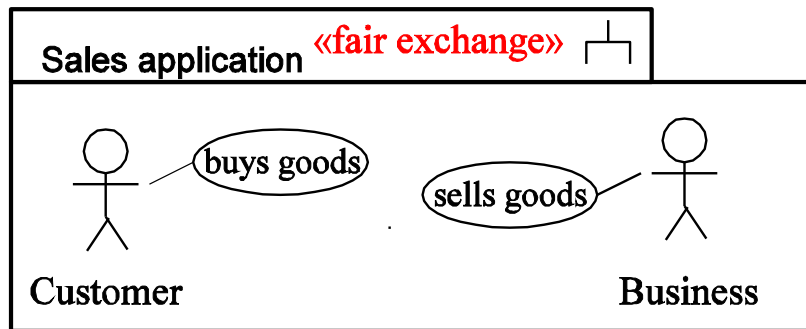 Sales application «fair exchange»
buys goods
sells goods
Customer
Business